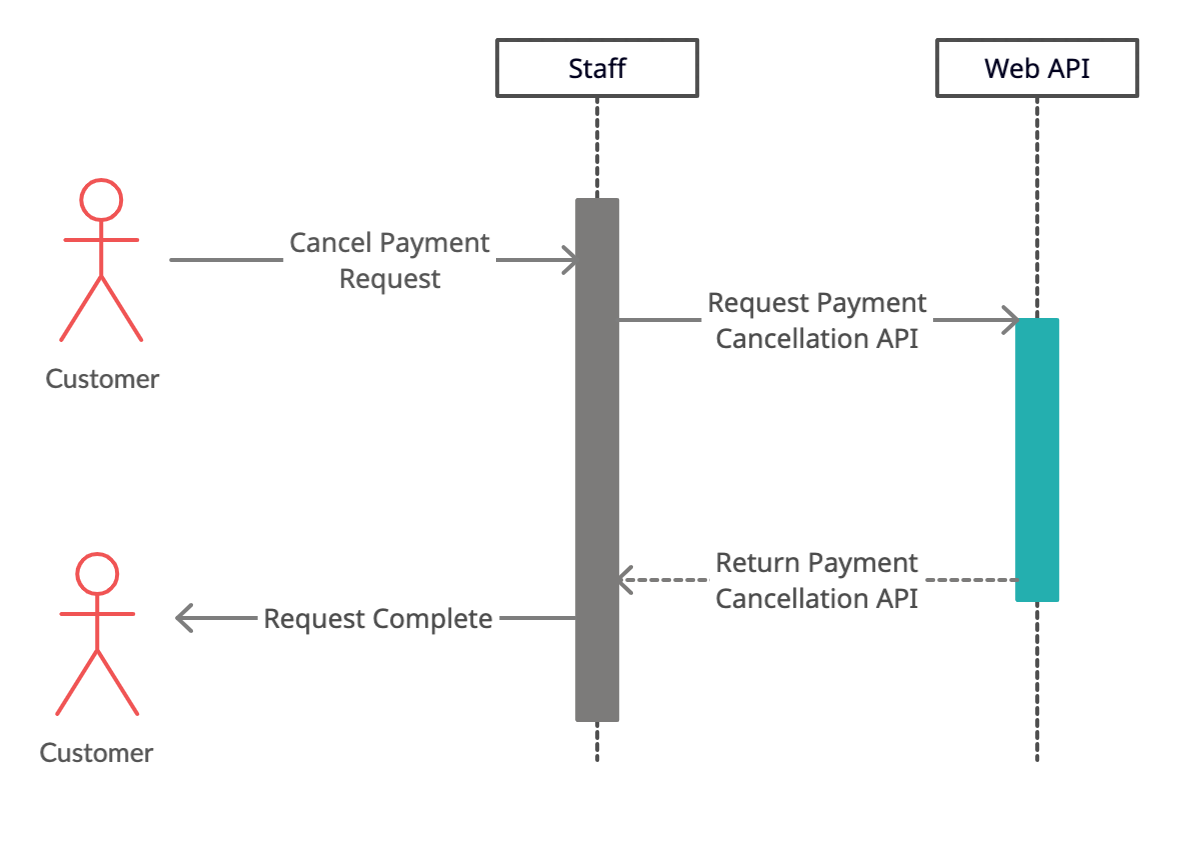 Staff
Web API
Cancel Payment
Request
Request Payment
Cancellation API
Customer
Return Payment
Cancellation API
Request Complete
Customer